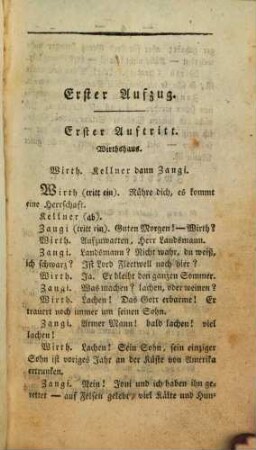 Erster Aufzug.
Erster Auftritt.
Wirthshaus.
Wirth. Kellner dann Zangi.
Wirth (tritt ein). Rühre dich, es kommt
eine Herrschaft.
Kellner (ab).
Zangi (tritt ein). Guten Morgen! — Wirth?
Wirth. Aufzuwarten, Herr Landsmann.
Zangi. Landsmann? Nicht wahr, du weißt,
ich schwarz? Ist Lord Fleetwell noch hier?
Wirth. Ja. Er bleibt den ganzen Sommer.
Zangi. Was machen? lachen, oder weinen?
Wirth. Lachen! Das Gott erbarme! Er
trauert noch immer um seinen Sohn.
Zangi. Armer Mann! bald lachen! viel
lachen!
Wirth. Lachen! Sein Sohn, sein einziger
Sohn ist voriges Jahr an der Küste von Amerika
ertrunken.
Zangi. Nein! Joni und ich haben ihn ge-
rettet — auf Felsen gelebt, viel Kälte und Hun-